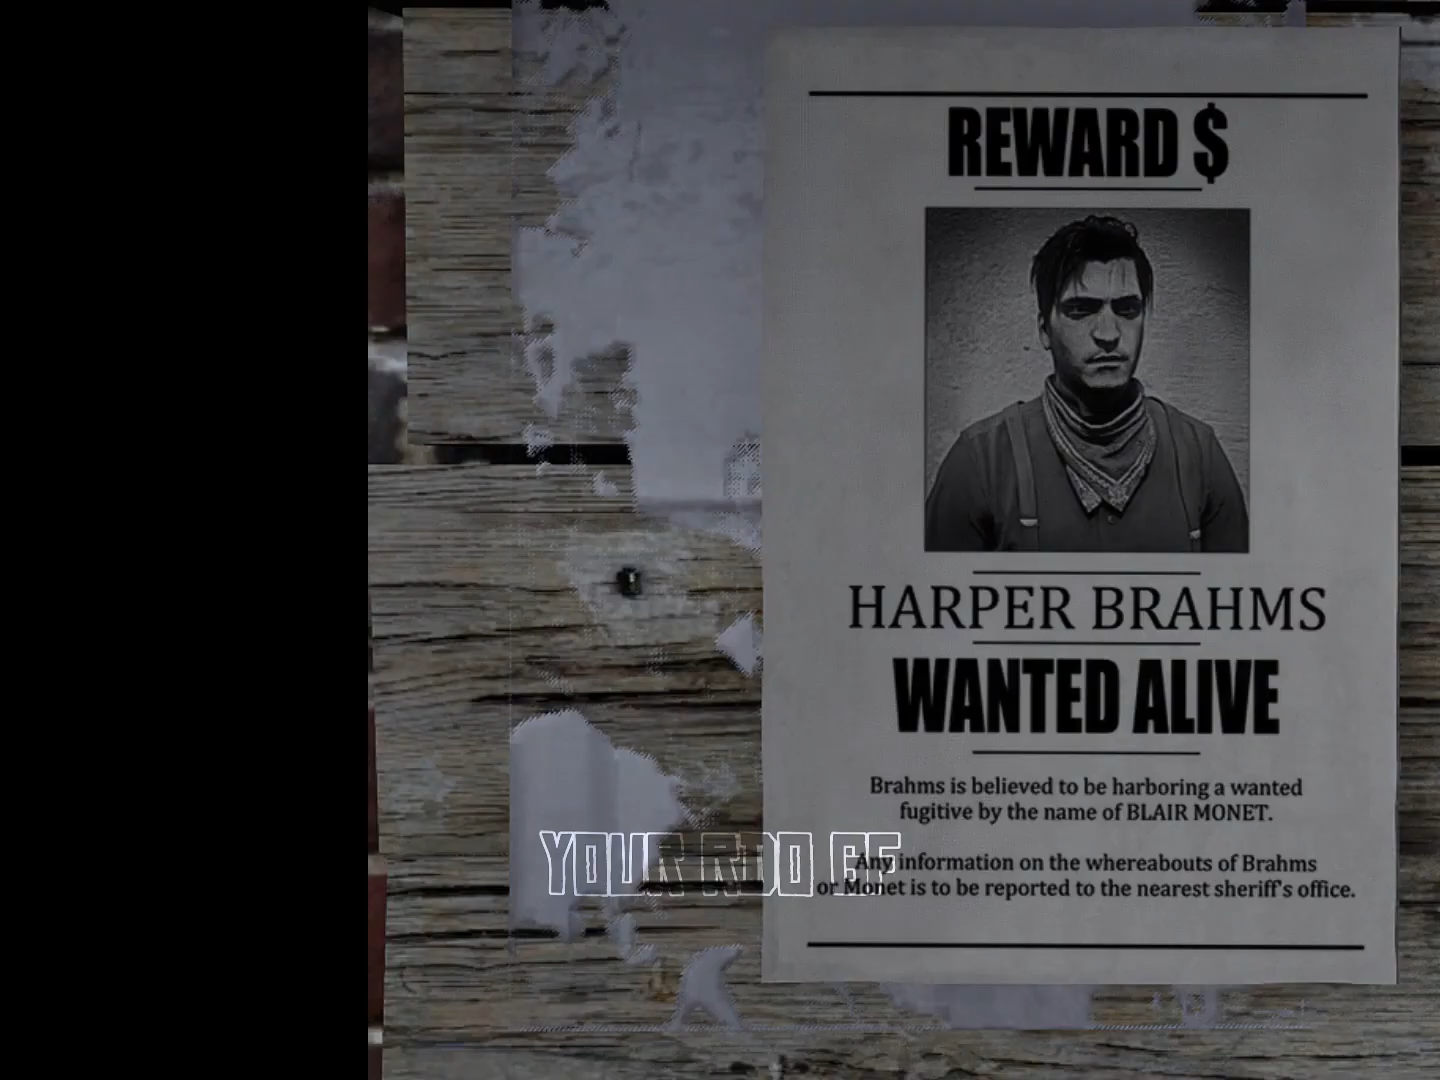 REWARD $
HARPER BRAHMS
WANTED ALIVE
Brahms is believed to be harboring a wanted
fugitive by the name of BLAIR MONET.
Any information on the whereabouts of Brahms
or Monet is to be reported to the nearest sheriff's office.
YOUR RDO GF